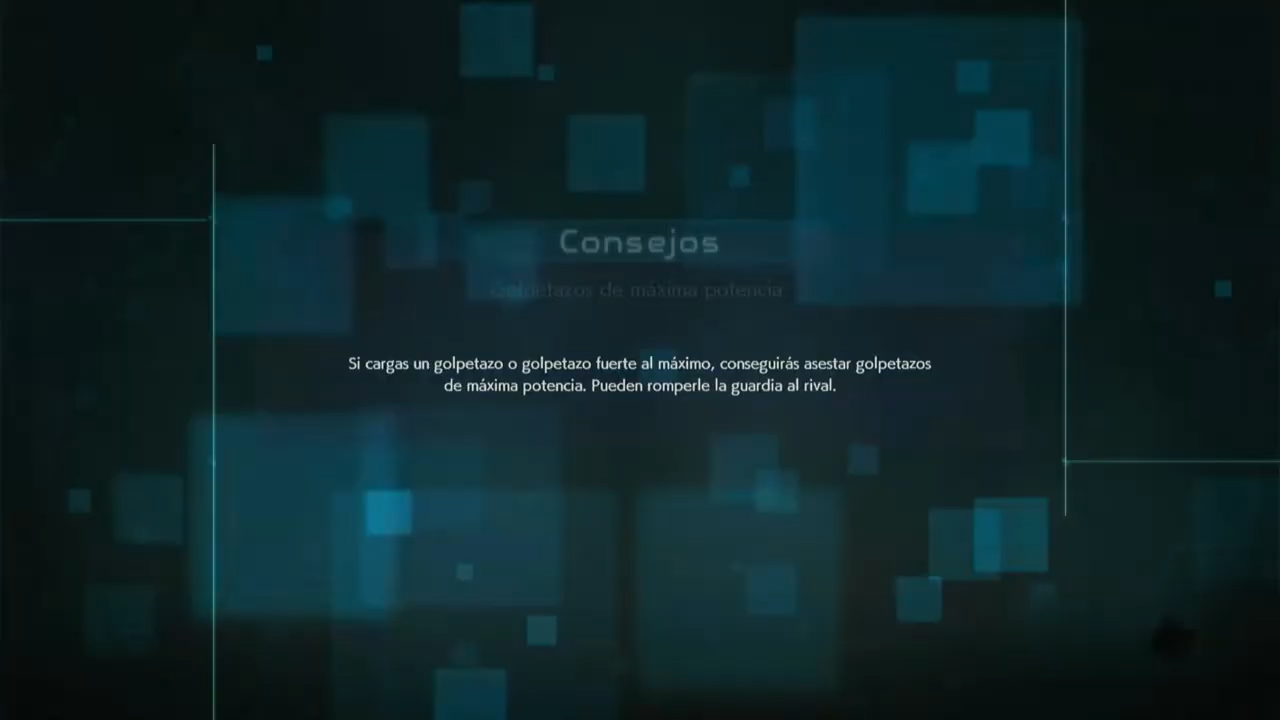 Consejos
Golpetazos de máxima potencia
Si cargas un golpetazo o golpetazo fuerte al máximo, conseguirás asestar golpetazos
de máxima potencia. Pueden romperle la guardia al rival.